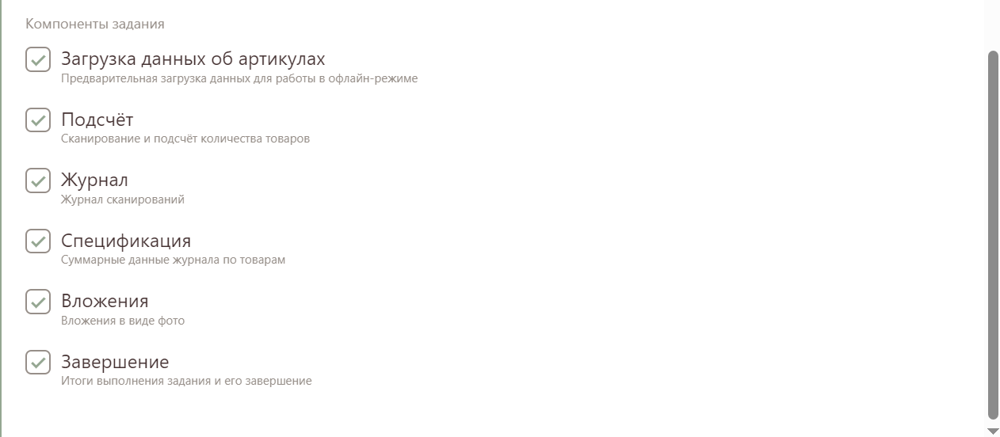 Компоненты задания
Загрузка данных об артикулах
Предварительная загрузка данных для работы в офлайн-режиме
Подсчёт
Сканирование и подсчёт количества товаров
Журнал
Журнал сканирований
Спецификация
Суммарные данные журнала по товарам
Вложения
Вложения в виде фото
Завершение
Итоги выполнения задания и его завершение